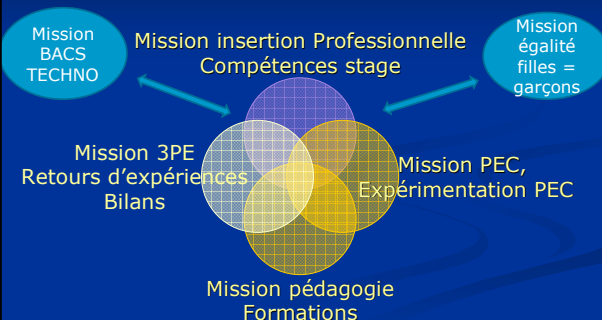 Mission
BACS
TECHNO
Mission insertion Professionnelle
Compétences stage
Mission
égalité
filles =
garçons
Mission 3PE
Retours d'expériences
Bilans
Mission PEC,
Expérimentation PEC
Mission pédagogie
Formations